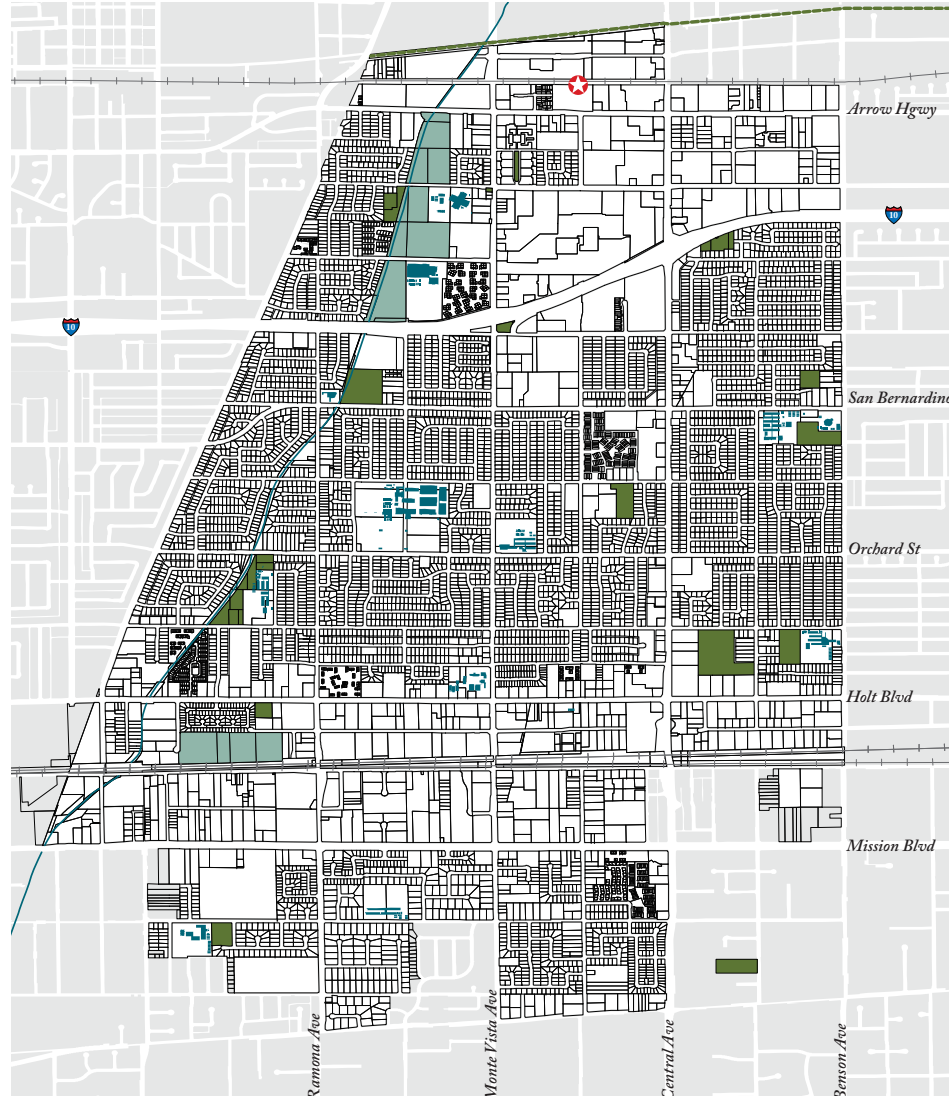 Arrow Hgwy
10
10
San Bernardino
Orchard St
Holt Blvd
Mission Blvd
Ramona Ave
Monte Vista Ave
Central Ave
Benson Ave